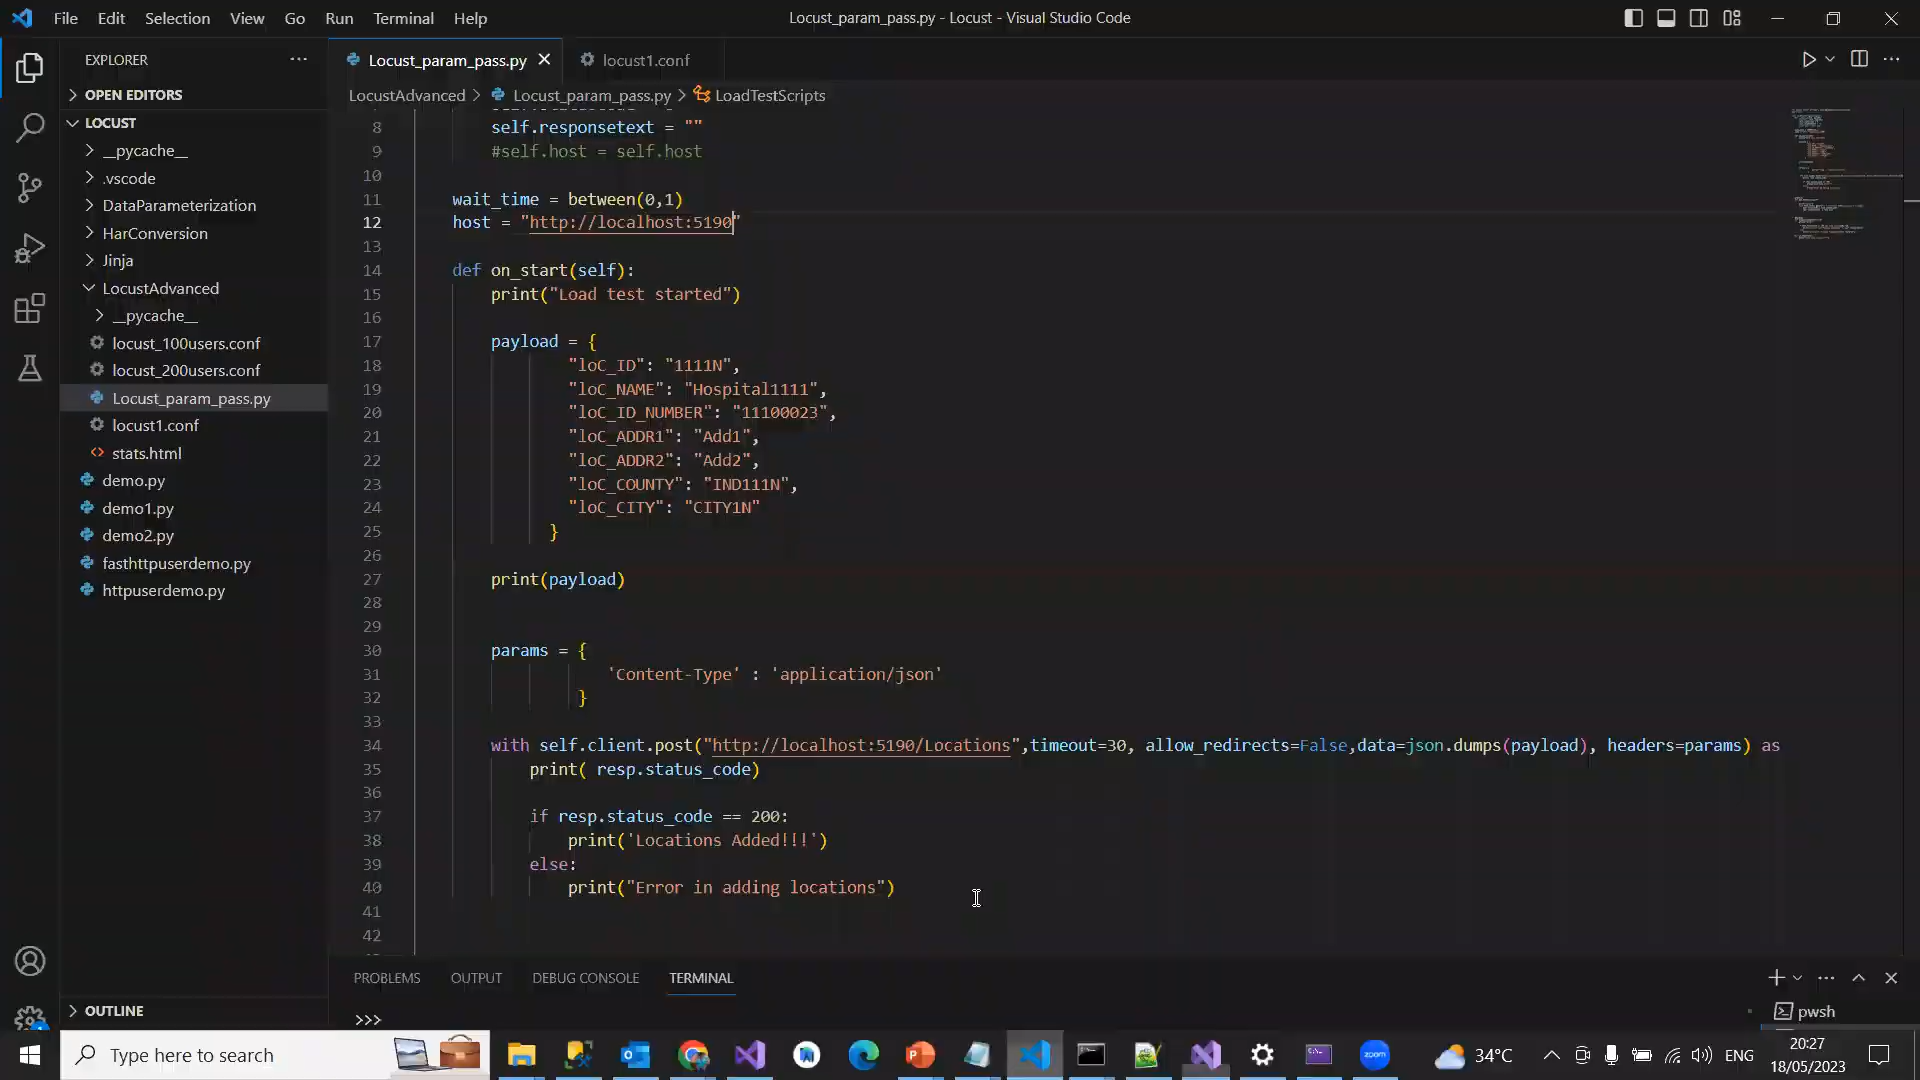 File Edit Selection View Go Run Terminal Help
Locust_param_pass.py - Locust - Visual Studio Code
EXPLORER
OPEN EDITORS
LOCUST
__pycache__
.vscode
DataParameterization
HarConversion
Jinja
LocustAdvanced
__pycache__
locust_100users.conf
locust_200users.conf
Locust_param_pass.py
locust1.conf
stats.html
demo.py
demo1.py
demo2.py
fasthttpuserdemo.py
httpuserdemo.py
OUTLINE
Locust_param_pass.py locust1.conf
LocustAdvanced > Locust_param_pass.py > LoadTestScripts
8 self.responsetext = ""
9 #self.host = self.host
10
11 wait_time = between(0,1)
12 host = "http://localhost:5190"
13
14 def on_start(self):
15 print("Load test started")
16
17 payload = {
18 "loC_ID": "1111N",
19 "loC_NAME": "Hospital1111",
20 "loC_ID_NUMBER": "11100023",
21 "loC_ADDR1": "Add1",
22 "loC_ADDR2": "Add2",
23 "loC_COUNTY": "IND111N",
24 "loC_CITY": "CITY1N"
25 }
26
27 print(payload)
28
29
30 params = {
31 'Content-Type' : 'application/json'
32 }
33
34 with self.client.post("http://localhost:5190/Locations",timeout=30, allow_redirects=False,data=json.dumps(payload), headers=params) as
35 print( resp.status_code)
36
37 if resp.status_code == 200:
38 print('Locations Added!!!')
39 else:
40 print("Error in adding locations")
41
42
PROBLEMS OUTPUT DEBUG CONSOLE TERMINAL
>>>
pwsh
Type here to search
zoom
34°C
ENG
20:27
18/05/2023